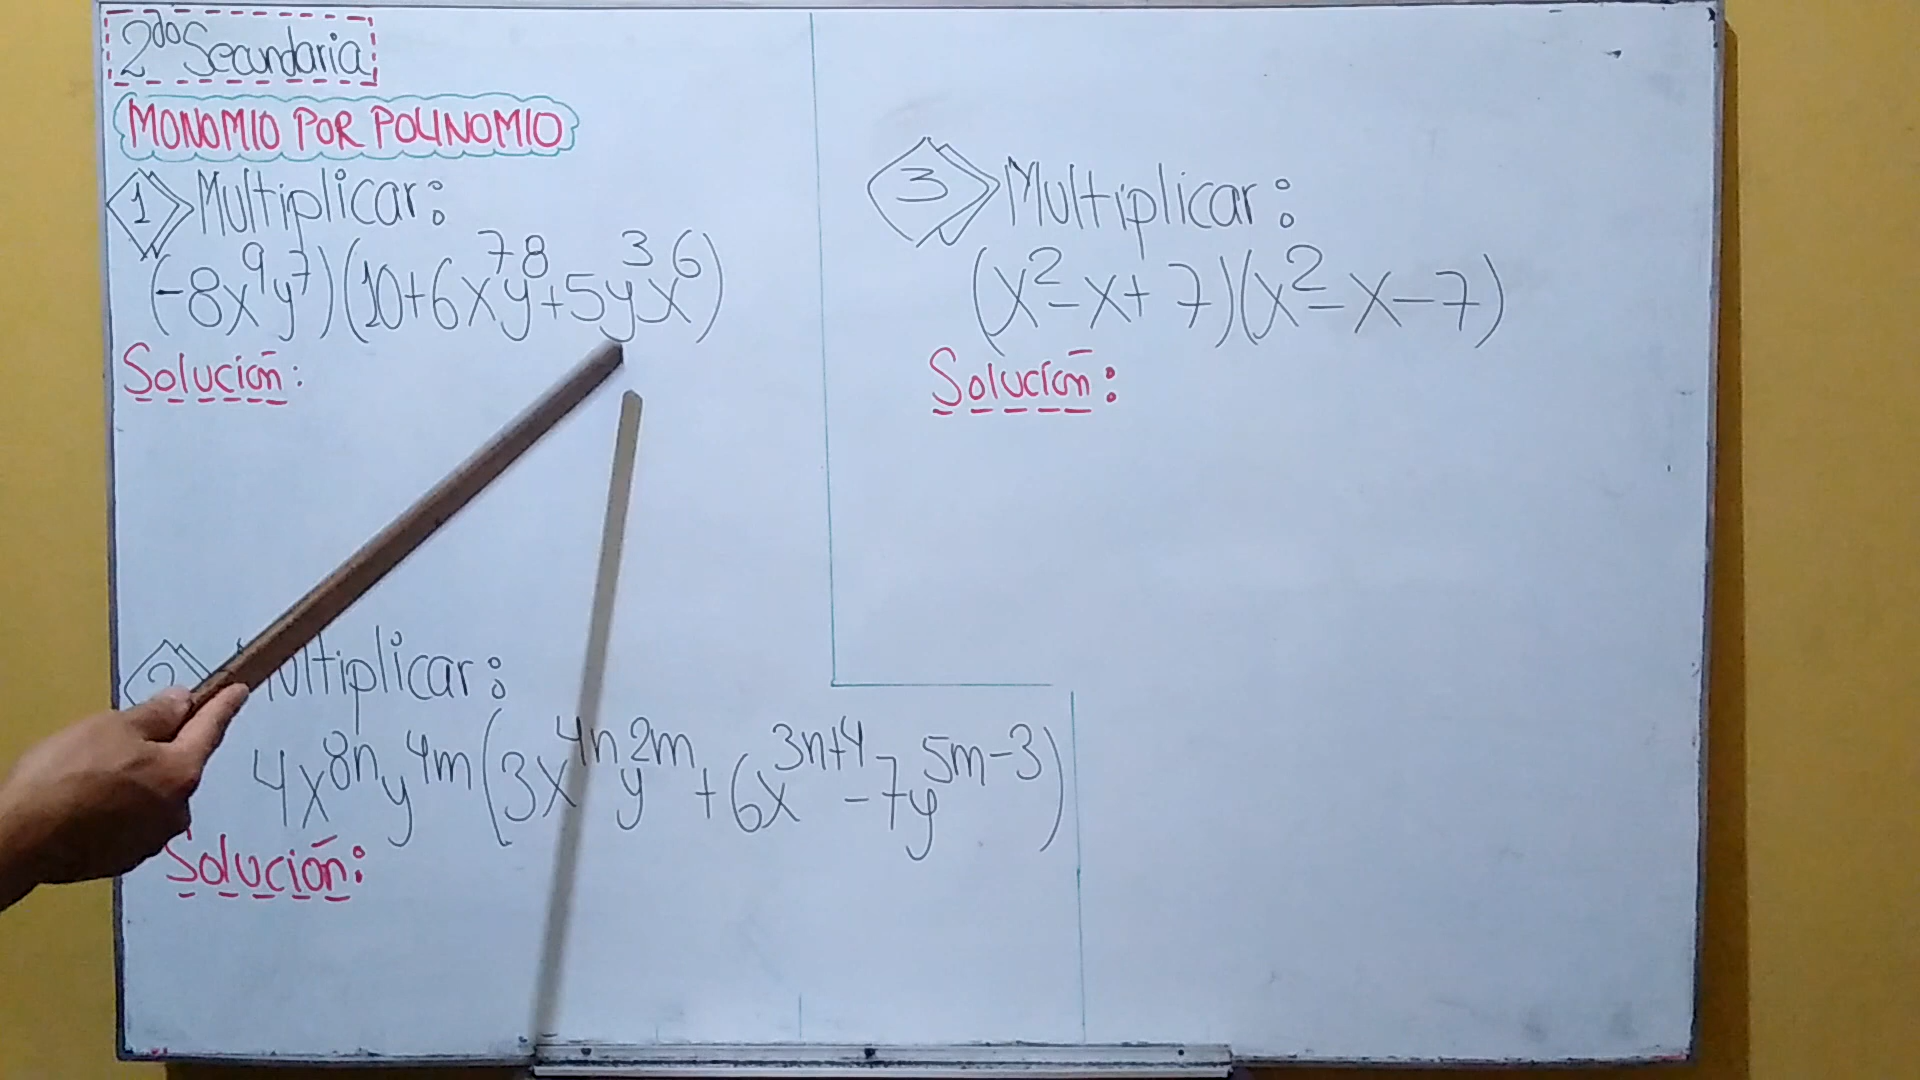 2do Secundaria
MONOMIO POR POLINOMIO
1 Multiplicar:
(-8x⁹y⁷)(10+6x⁷y⁸+5y³x⁶)
Solución:
2 Multiplicar:
4x⁸ⁿy⁴ᵐ(3x⁴ⁿy²ᵐ+6x³ⁿ⁺⁴-7y⁵ᵐ⁻³)
Solución:
3 Multiplicar:
(x²-x+7)(x²-x-7)
Solución: